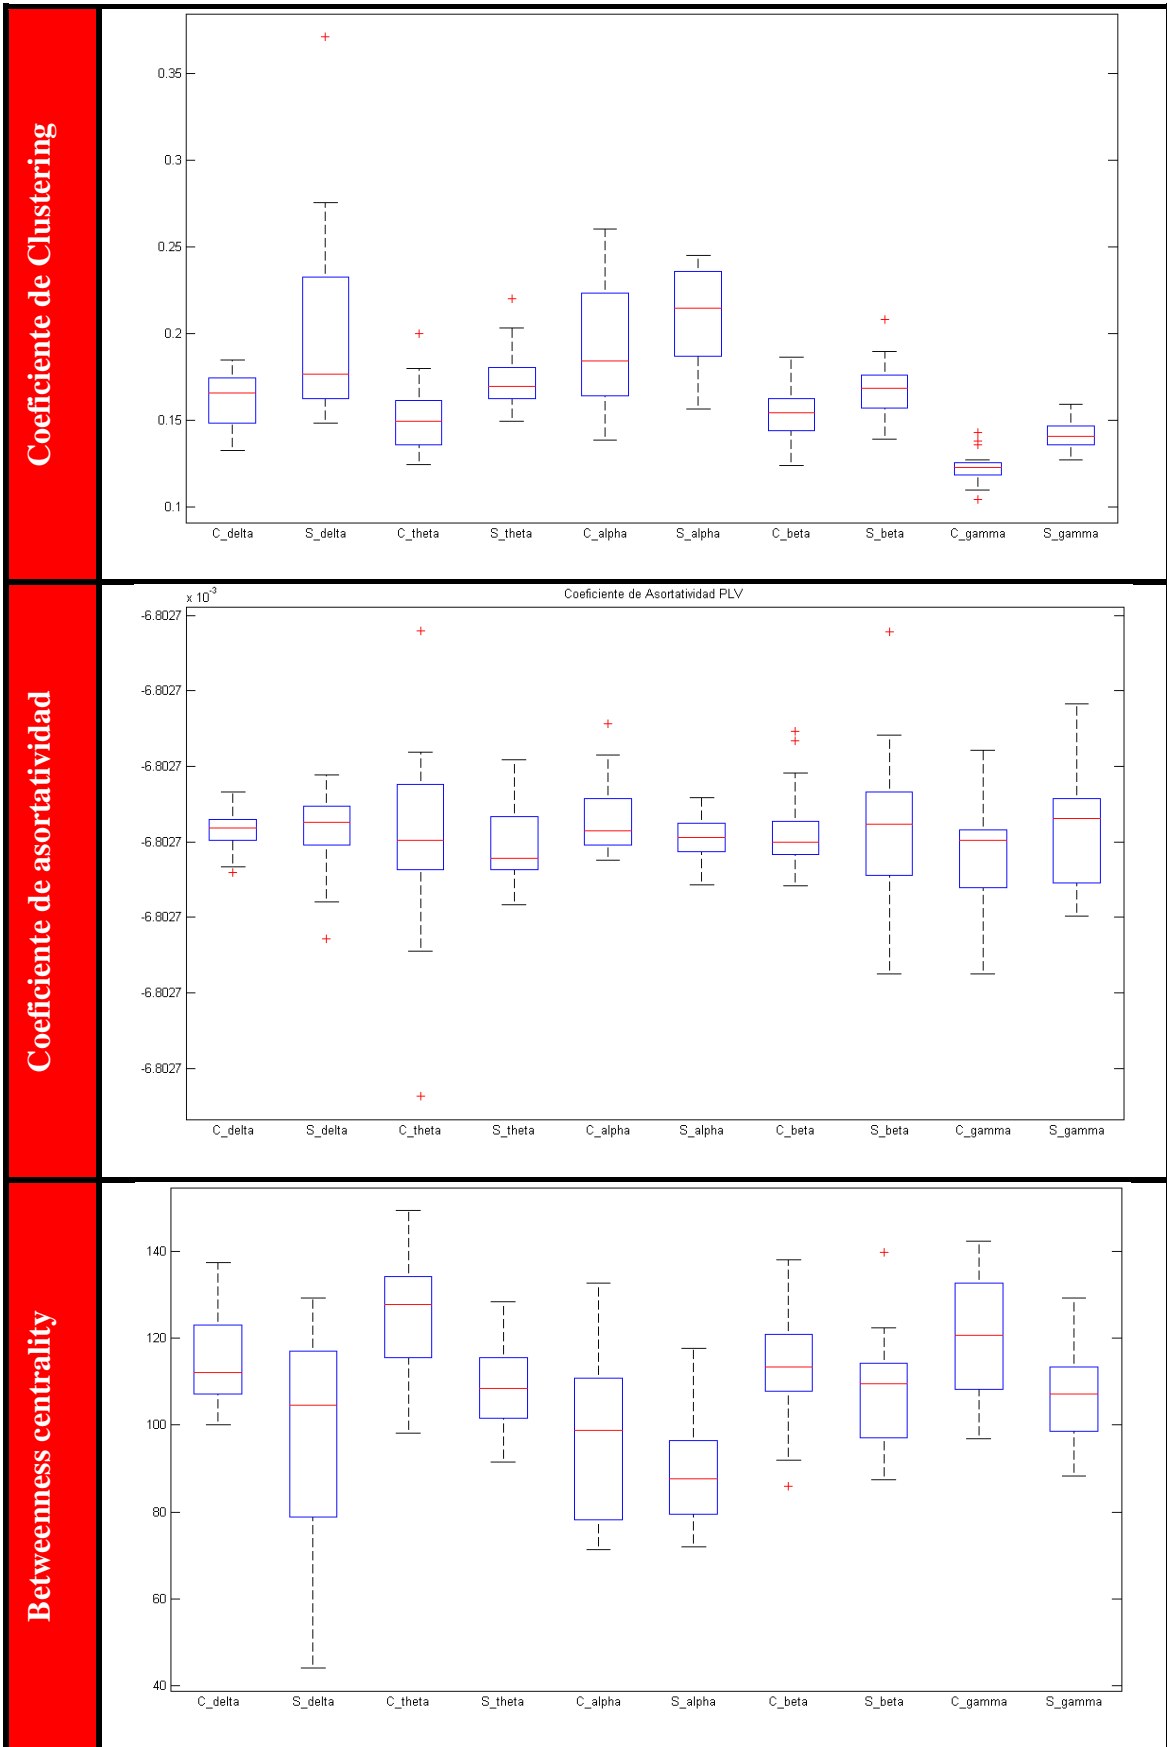 Coeficiente de Clustering
0.35
0.3
0.25
0.2
0.15
0.1
C_delta S_delta C_theta S_theta C_alpha S_alpha C_beta S_beta C_gamma S_gamma
Coeficiente de asortatividad
x 10-3 Coeficiente de Asortatividad PLV
-6.8027
-6.8027
-6.8027
-6.8027
-6.8027
-6.8027
-6.8027
C_delta S_delta C_theta S_theta C_alpha S_alpha C_beta S_beta C_gamma S_gamma
Betweenness centrality
140
120
100
80
60
40
C_delta S_delta C_theta S_theta C_alpha S_alpha C_beta S_beta C_gamma S_gamma